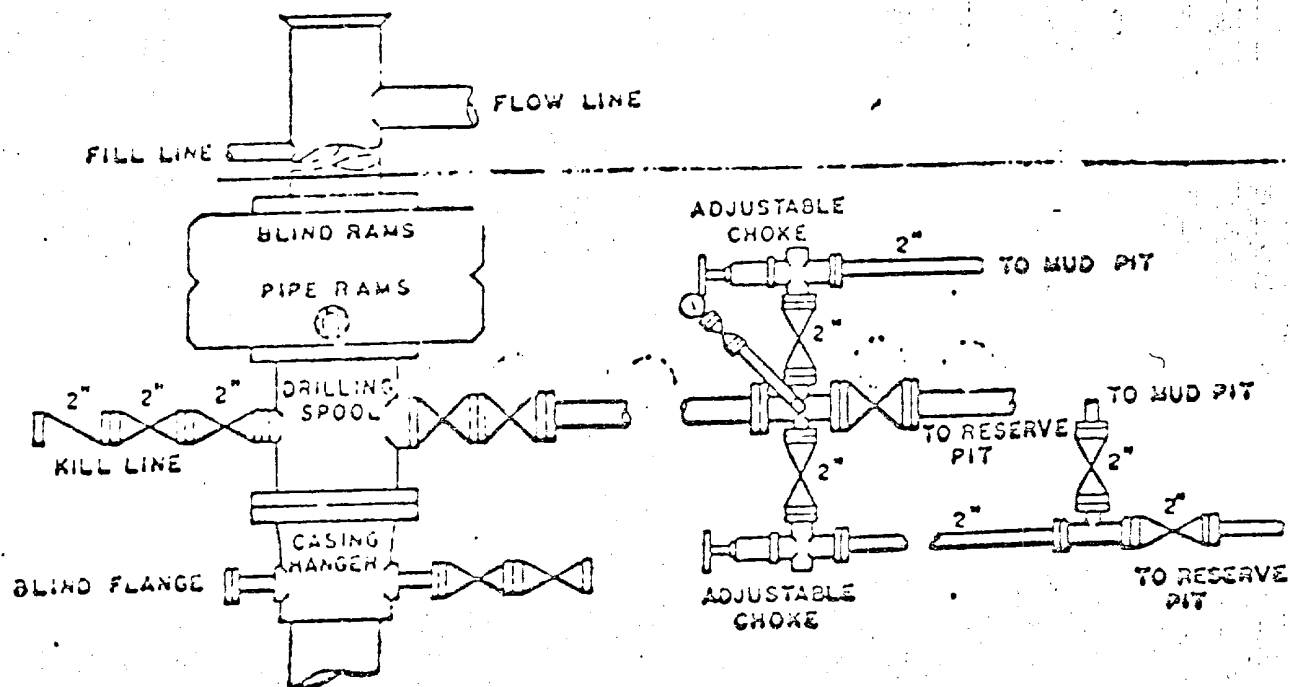 FLOW LINE
FILL LINE
BLIND RAMS
PIPE RAMS
ADJUSTABLE
CHOKE
2"
TO MUD PIT
2"
2" 2" 2"
DRILLING
SPOOL
KILL LINE
TO RESERVE
PIT
TO MUD PIT
2"
2"
2"
2"
CASING
HANGER
BLIND FLANGE
ADJUSTABLE
CHOKE
TO RESERVE
PIT